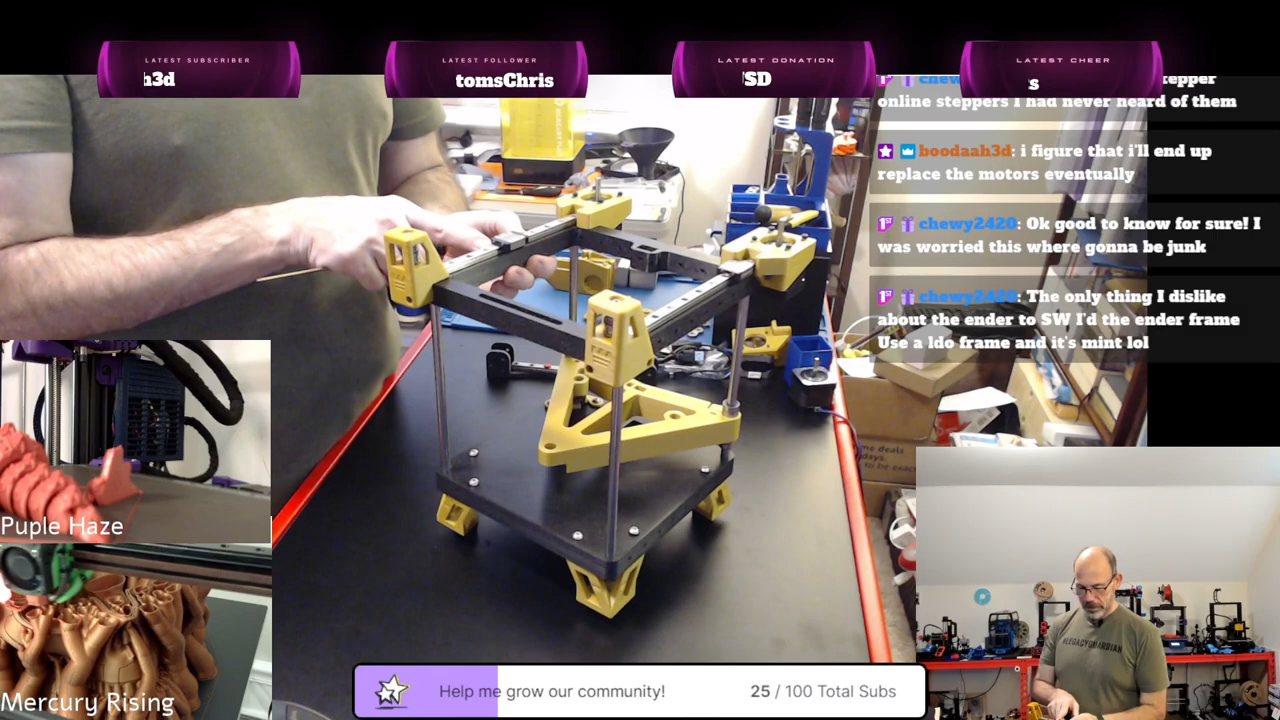 LATEST SUBSCRIBER
h3d
LATEST FOLLOWER
tomsChris
LATEST DONATION
SD
LATEST CHEER
s
online steppers I had never heard of them
boodaah3d: i figure that i'll end up
replace the motors eventually
chewy2420: Ok good to know for sure! I
was worried this where gonna be junk
chewy2420: The only thing I dislike
about the ender to SW I'd the ender frame
Use a ldo frame and it's mint lol
Puple Haze
Mercury Rising
#LEGACYGUARDIAN
Help me grow our community!
25 / 100 Total Subs